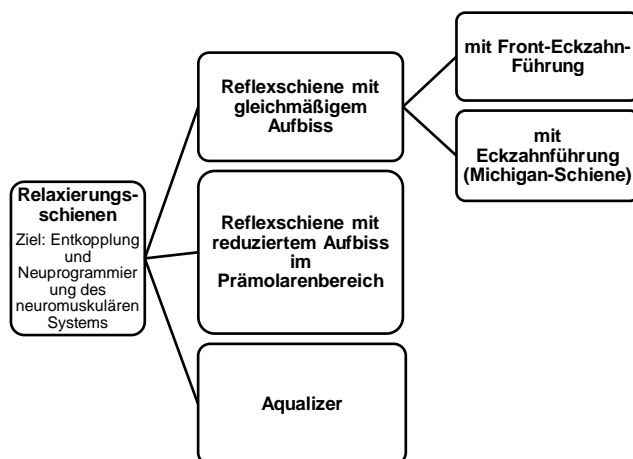 Relaxierungs-
schienen
Ziel: Entkopplung
und
Neuprogrammier
ung des
neuromuskulären
Systems
Reflexschiene mit
gleichmäßigem
Aufbiss
mit Front-Eckzahn-
Führung
mit
Eckzahnführung
(Michigan-Schiene)
Reflexschiene mit
reduziertem Aufbiss
im
Prämolarenbereich
Aqualizer